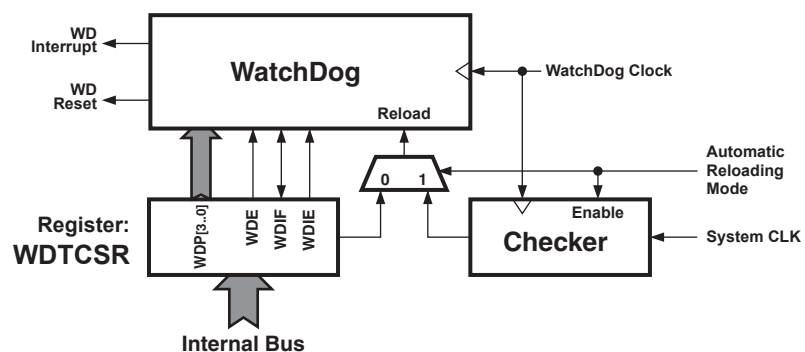 WD
Interrupt
WatchDog
WatchDog Clock
WD
Reset
Reload
Automatic
Reloading
Mode
0 1
Register:
WDTCSR
WDP[3..0]
WDE
WDIF
WDIE
Enable
Checker
System CLK
Internal Bus